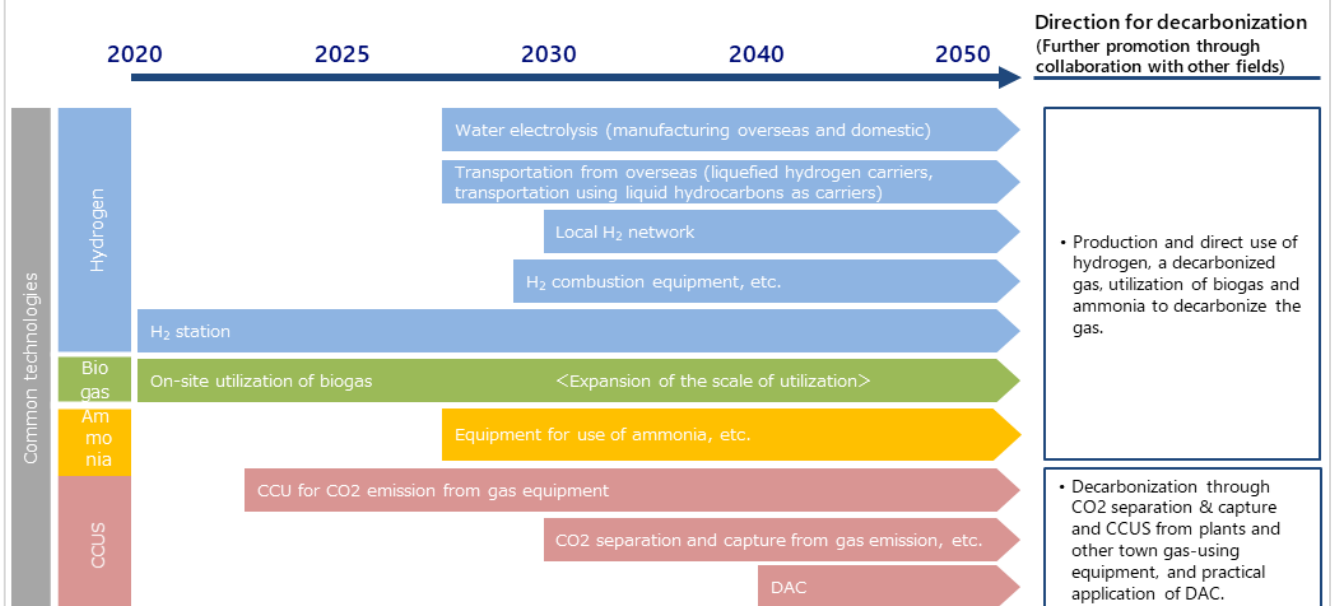 Direction for decarbonization
(Further promotion through
collaboration with other fields)
2020 2025 2030 2040 2050
Common technologies
Hydrogen
Water electrolysis (manufacturing overseas and domestic)
Transportation from overseas (liquefied hydrogen carriers,
transportation using liquid hydrocarbons as carriers)
Local H₂ network
H₂ combustion equipment, etc.
H₂ station
• Production and direct use of
hydrogen, a decarbonized
gas, utilization of biogas and
ammonia to decarbonize the
gas.
Bio
gas
On-site utilization of biogas <Expansion of the scale of utilization>
Am
mo
nia
Equipment for use of ammonia, etc.
CCUS
CCU for CO2 emission from gas equipment
CO2 separation and capture from gas emission, etc.
DAC
• Decarbonization through
CO2 separation & capture
and CCUS from plants and
other town gas-using
equipment, and practical
application of DAC.